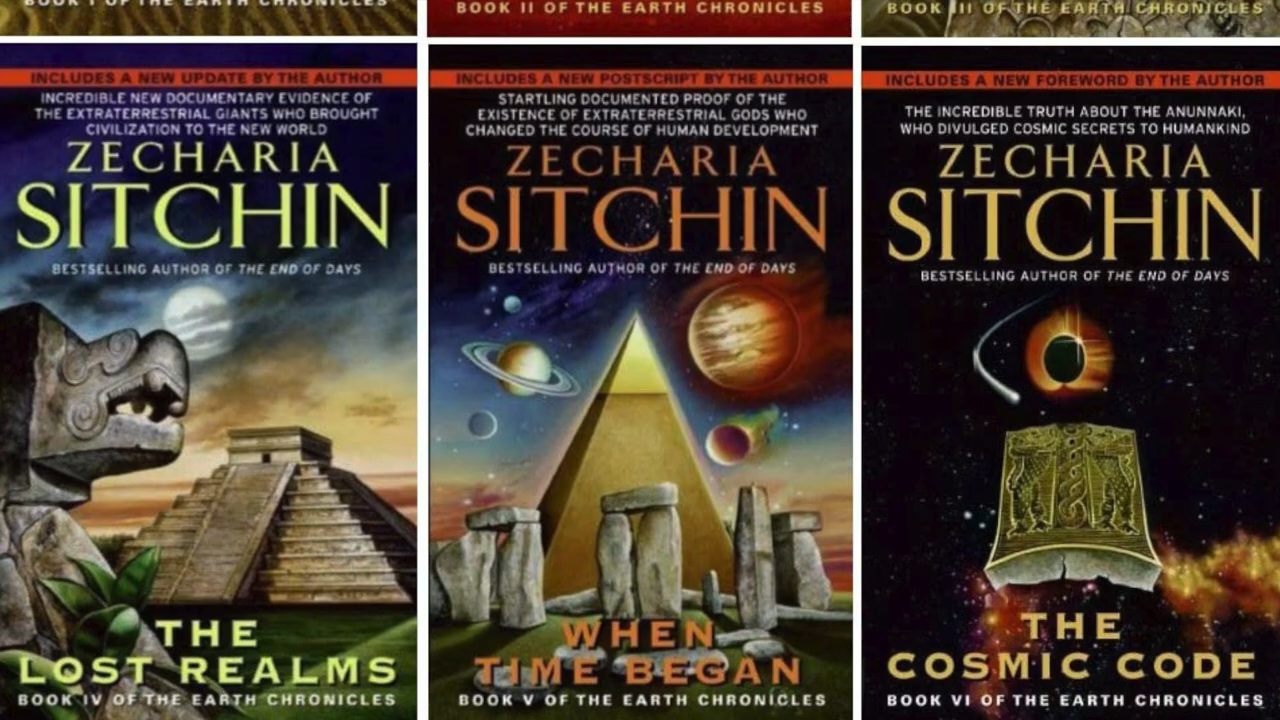 BOOK I OF THE EARTH CHRONICLES
BOOK II OF THE EARTH CHRONICLES
BOOK III OF THE EARTH CHRONICLES
INCLUDES A NEW UPDATE BY THE AUTHOR
INCREDIBLE NEW DOCUMENTARY EVIDENCE OF
THE EXTRATERRESTRIAL GIANTS WHO BROUGHT
CIVILIZATION TO THE NEW WORLD
ZECHARIA
SITCHIN
BESTSELLING AUTHOR OF THE END OF DAYS
THE
LOST REALMS
BOOK IV OF THE EARTH CHRONICLES
INCLUDES A NEW POSTSCRIPT BY THE AUTHOR
STARTLING DOCUMENTED PROOF OF THE
EXISTENCE OF EXTRATERRESTRIAL GODS WHO
CHANGED THE COURSE OF HUMAN DEVELOPMENT
ZECHARIA
SITCHIN
BESTSELLING AUTHOR OF THE END OF DAYS
WHEN
TIME BEGAN
BOOK V OF THE EARTH CHRONICLES
INCLUDES A NEW FOREWORD BY THE AUTHOR
THE INCREDIBLE TRUTH ABOUT THE ANUNNAKI,
WHO DIVULGED COSMIC SECRETS TO HUMANKIND
ZECHARIA
SITCHIN
BESTSELLING AUTHOR OF THE END OF DAYS
THE
COSMIC CODE
BOOK VI OF THE EARTH CHRONICLES